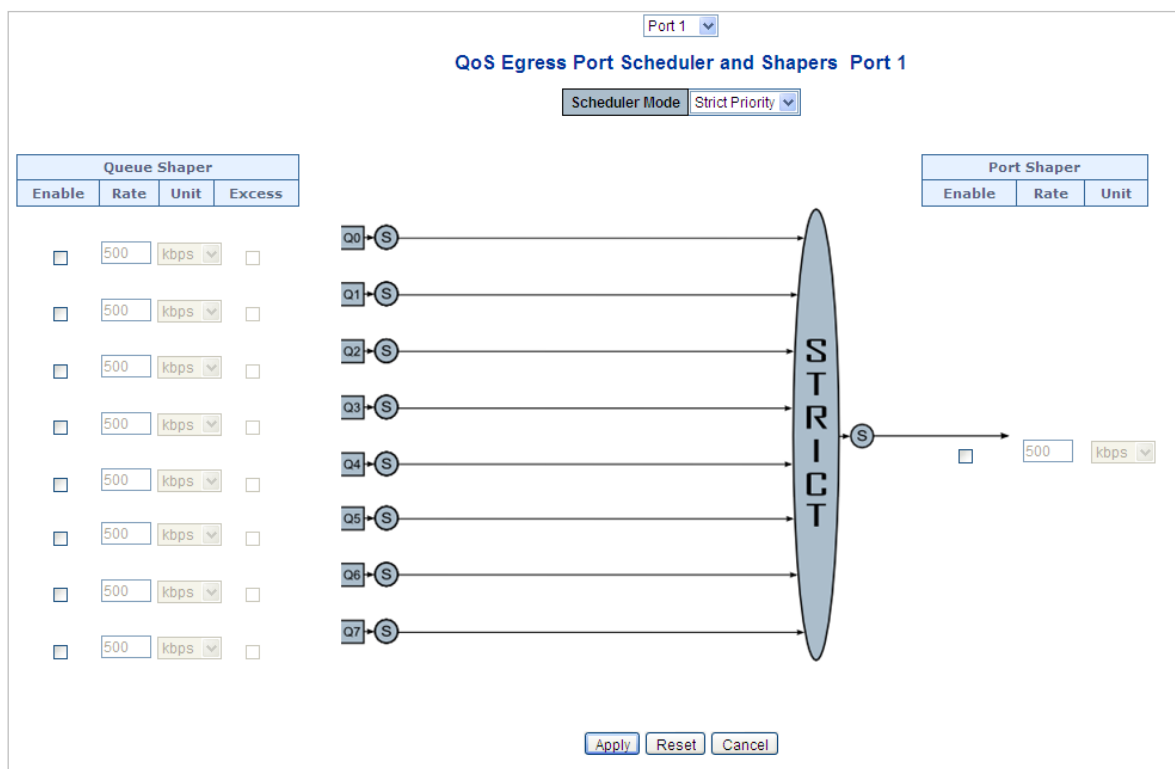 Port 1
QoS Egress Port Scheduler and Shapers Port 1
Scheduler Mode Strict Priority
Queue Shaper
Enable Rate Unit Excess
Port Shaper
Enable Rate Unit
500 kbps Q0 S
500 kbps Q1 S
500 kbps Q2 S
500 kbps Q3 S
500 kbps Q4 S
500 kbps Q5 S
500 kbps Q6 S
500 kbps Q7 S
STRICT
S 500 kbps
Apply Reset Cancel